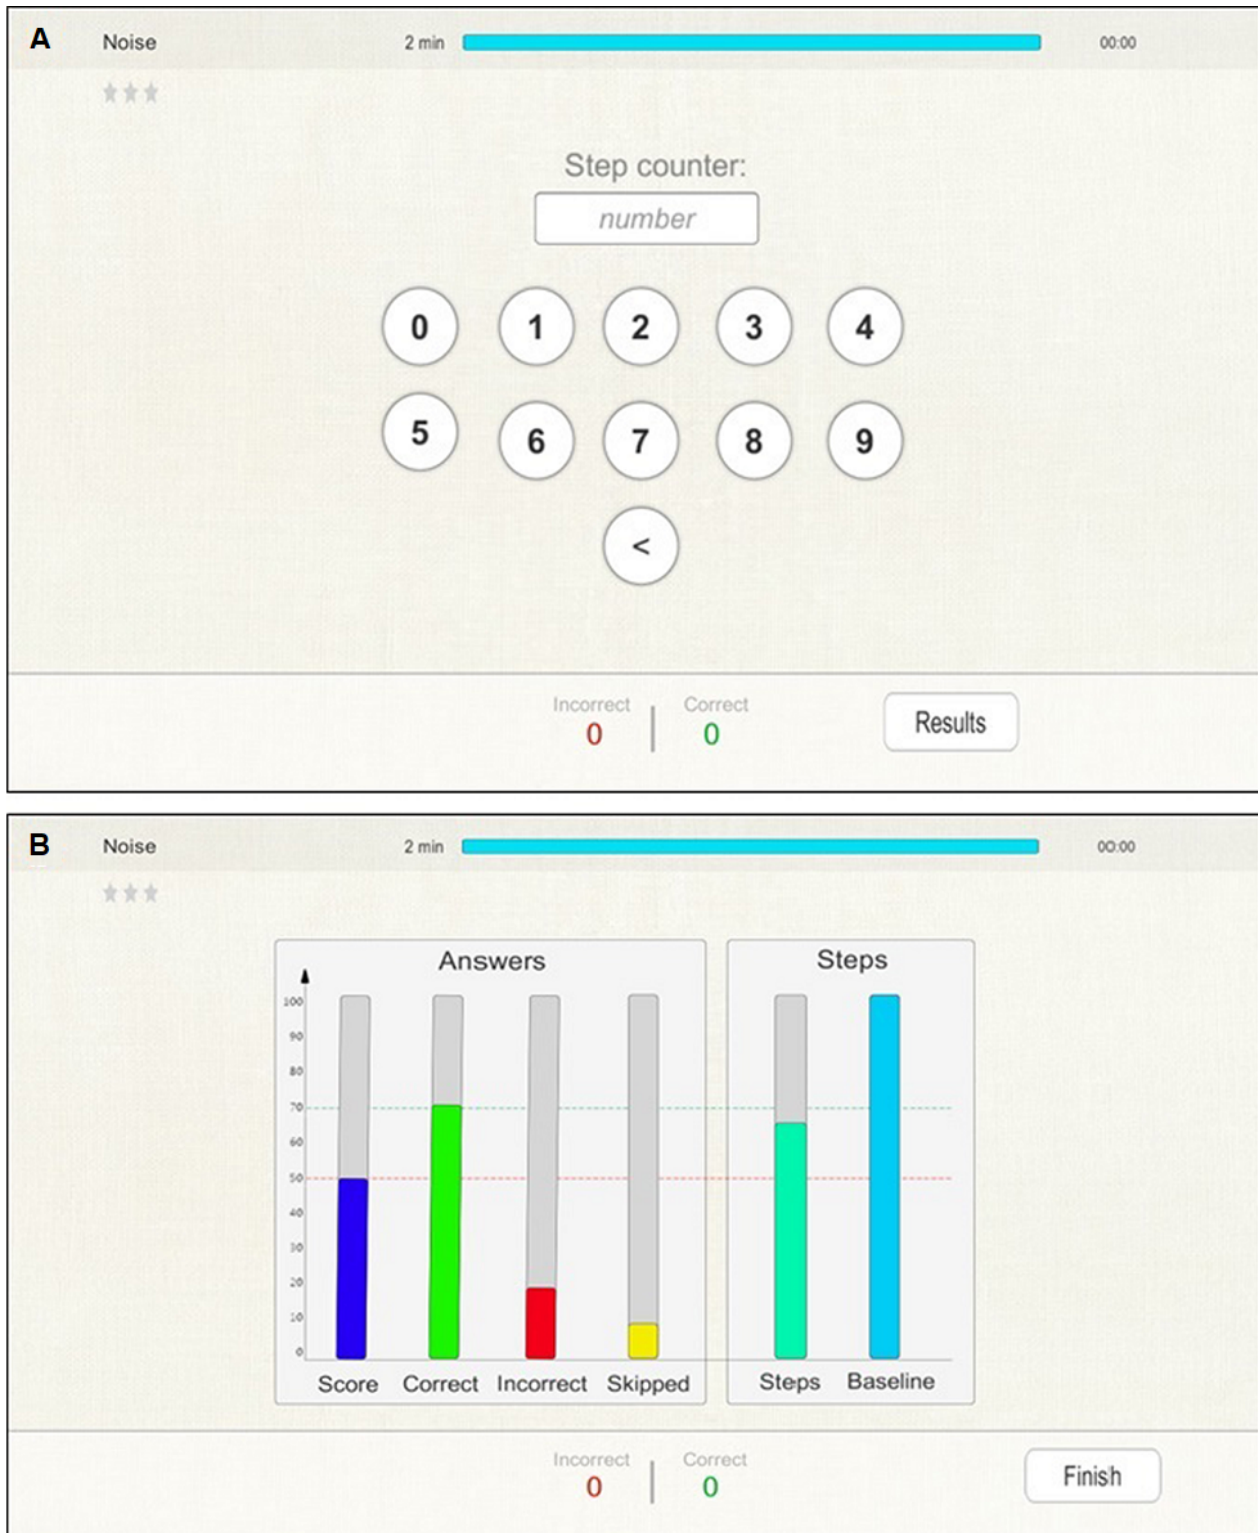 A
Noise
2 min
00:00
Step counter:
number
0 1 2 3 4
5 6 7 8 9
<
Incorrect Correct
0 0
Results
B
Noise
2 min
00:00
Answers
Steps
100
90
80
70
60
50
40
30
20
10
0
Score Correct Incorrect Skipped
Steps Baseline
Incorrect Correct
0 0
Finish